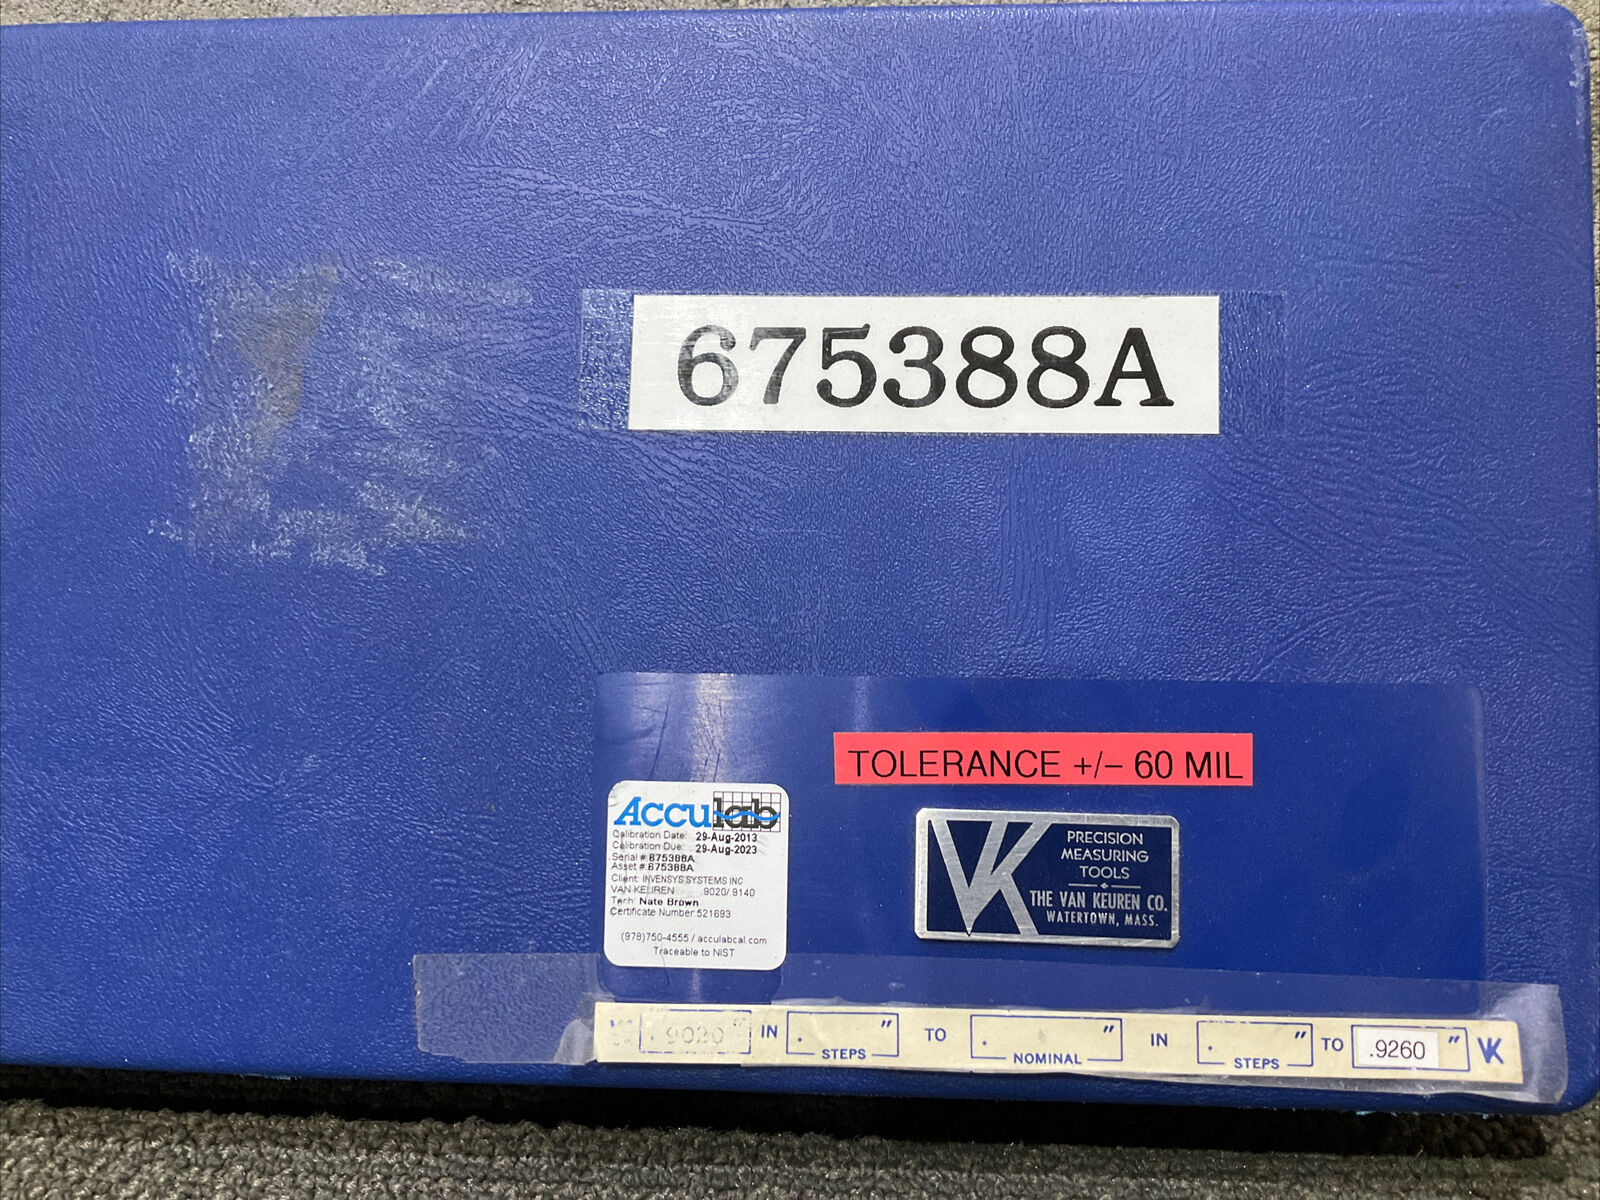 675388A
TOLERANCE +/- 60 MIL
Acculab
Calibration Date: 29-Aug-2013
Calibration Due: 29-Aug-2023
Serial #: 675388A
Asset #: 675388A
Client: INVENSYS SYSTEMS INC
VAN KEUREN .9020/.9140
Tech: Nate Brown
Certificate Number: 521693
(978)750-4555 / acculabcal.com
Traceable to NIST
VK
PRECISION
MEASURING
TOOLS
THE VAN KEUREN CO.
WATERTOWN, MASS.
.9020 " IN . " STEPS TO . " NOMINAL IN . " STEPS TO .9260 " VK